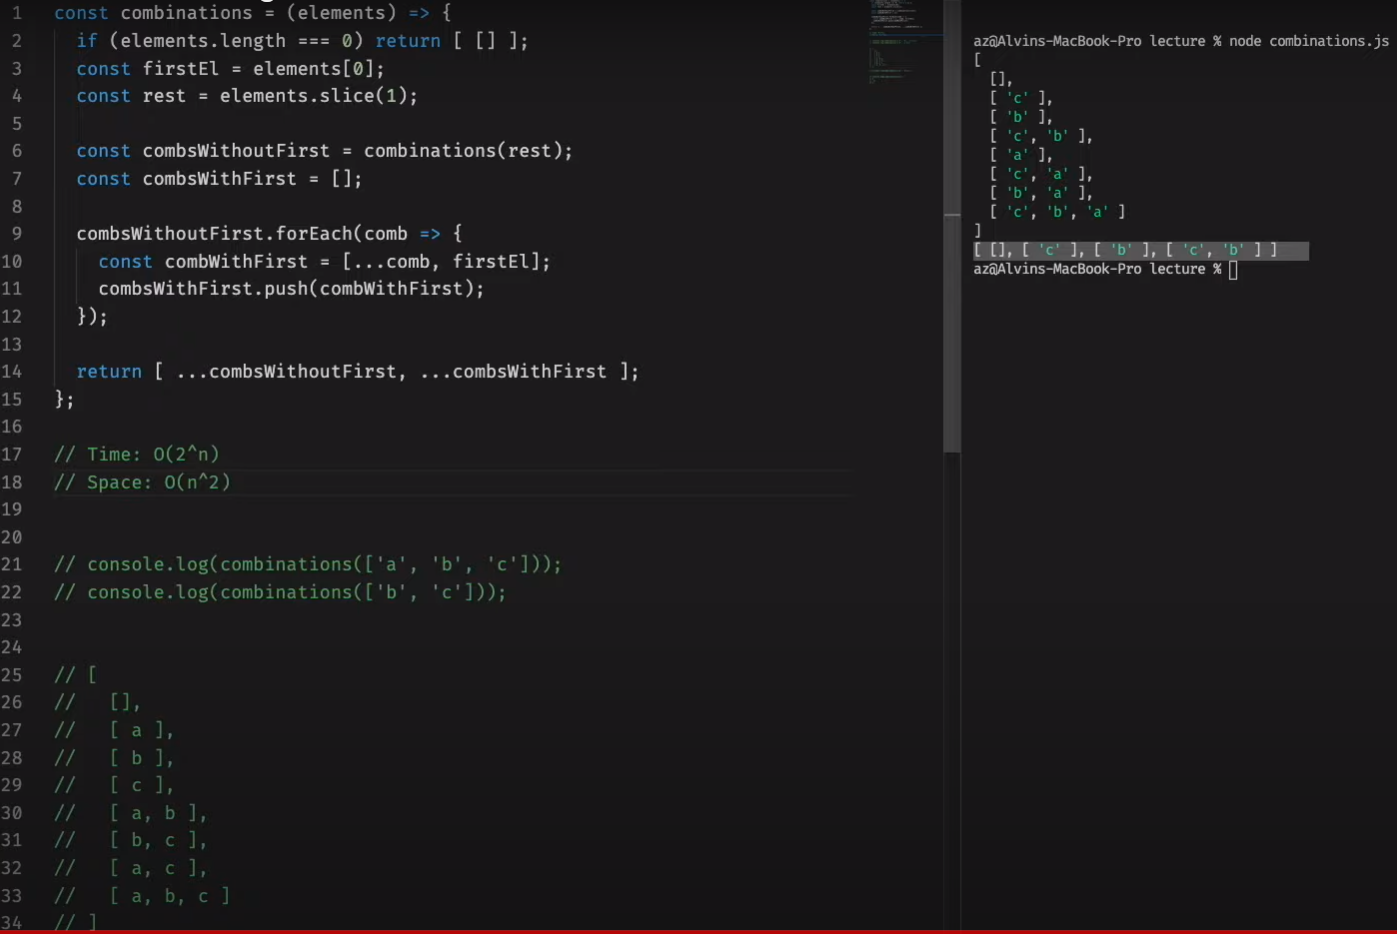 1 const combinations = (elements) => {
2 if (elements.length === 0) return [ [] ];
3 const firstEl = elements[0];
4 const rest = elements.slice(1);
5
6 const combsWithoutFirst = combinations(rest);
7 const combsWithFirst = [];
8
9 combsWithoutFirst.forEach(comb => {
10 const combWithFirst = [...comb, firstEl];
11 combsWithFirst.push(combWithFirst);
12 });
13
14 return [ ...combsWithoutFirst, ...combsWithFirst ];
15 };
16
17 // Time: O(2^n)
18 // Space: O(n^2)
19
20
21 // console.log(combinations(['a', 'b', 'c']));
22 // console.log(combinations(['b', 'c']));
23
24
25 // [
26 // [],
27 // [ a ],
28 // [ b ],
29 // [ c ],
30 // [ a, b ],
31 // [ b, c ],
32 // [ a, c ],
33 // [ a, b, c ]
34 // ]
az@Alvins-MacBook-Pro lecture % node combinations.js
[
[],
[ 'c' ],
[ 'b' ],
[ 'c', 'b' ],
[ 'a' ],
[ 'c', 'a' ],
[ 'b', 'a' ],
[ 'c', 'b', 'a' ]
]
[ [], [ 'c' ], [ 'b' ], [ 'c', 'b' ] ]
az@Alvins-MacBook-Pro lecture %